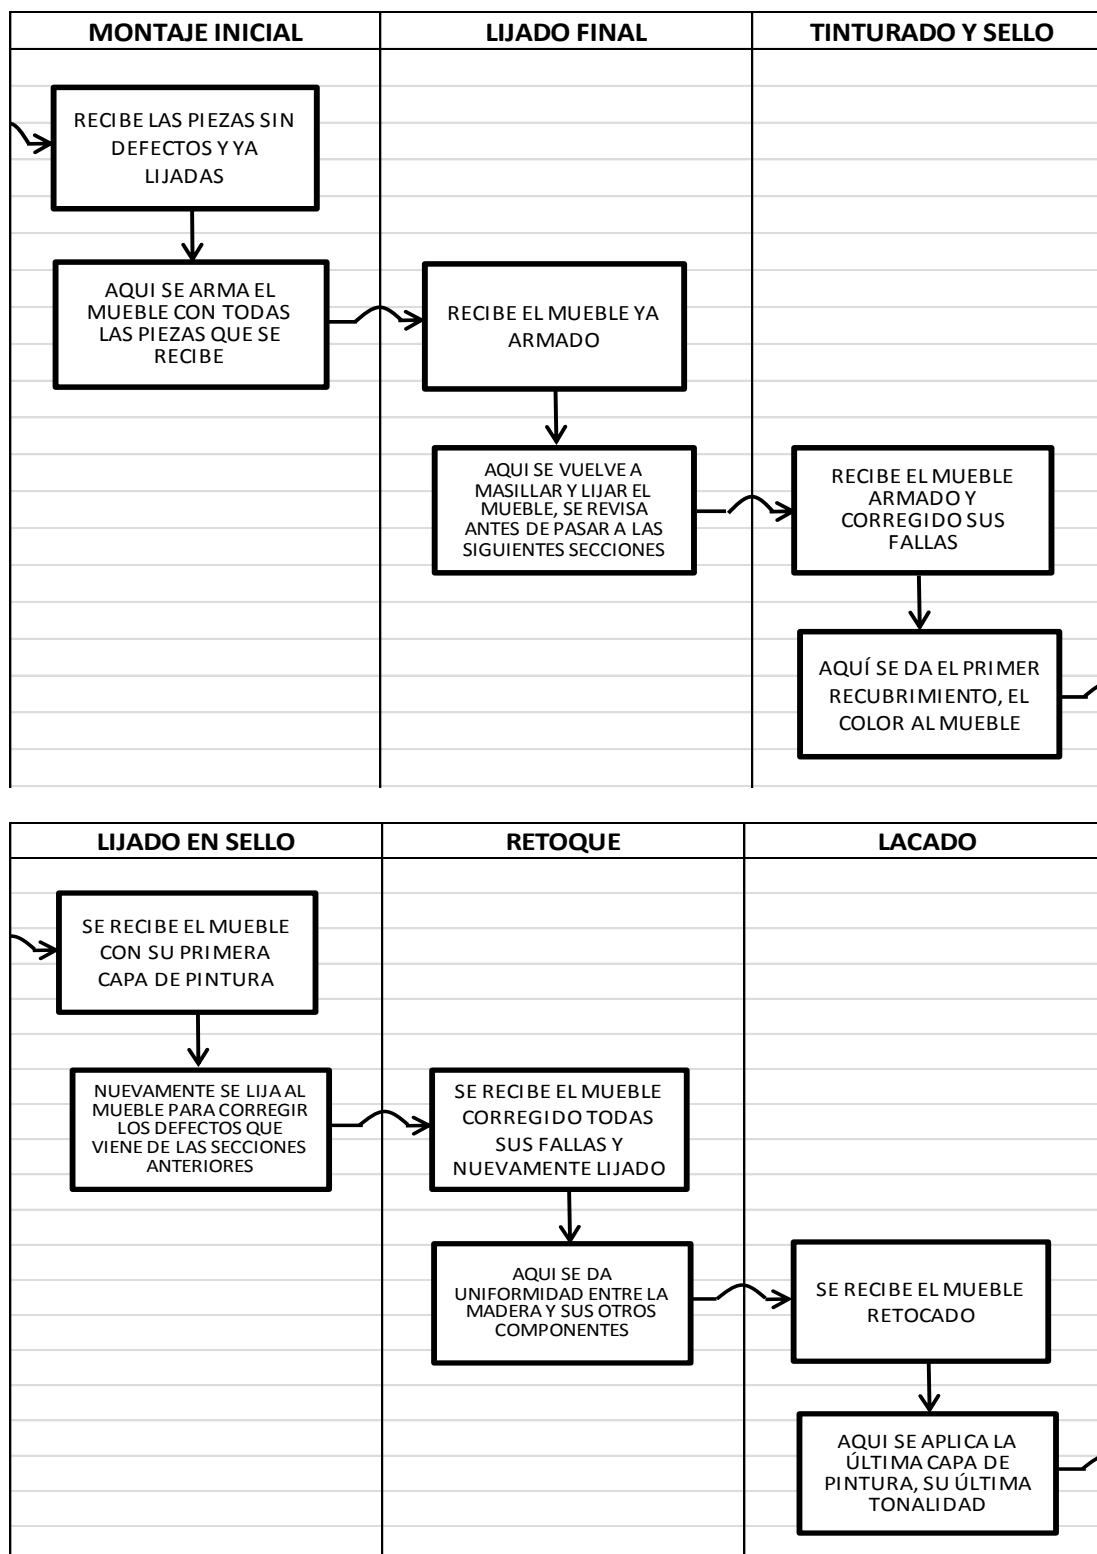 MONTAJE INICIAL
LIJADO FINAL
TINTURADO Y SELLO
RECIBE LAS PIEZAS SIN
DEFECTOS Y YA
LIJADAS
AQUI SE ARMA EL
MUEBLE CON TODAS
LAS PIEZAS QUE SE
RECIBE
RECIBE EL MUEBLE YA
ARMADO
AQUI SE VUELVE A
MASILLAR Y LIJAR EL
MUEBLE, SE REVISA
ANTES DE PASAR A LAS
SIGUIENTES SECCIONES
RECIBE EL MUEBLE
ARMADO Y
CORREGIDO SUS
FALLAS
AQUÍ SE DA EL PRIMER
RECUBRIMIENTO, EL
COLOR AL MUEBLE
LIJADO EN SELLO
RETOQUE
LACADO
SE RECIBE EL MUEBLE
CON SU PRIMERA
CAPA DE PINTURA
NUEVAMENTE SE LIJA AL
MUEBLE PARA CORREGIR
LOS DEFECTOS QUE
VIENE DE LAS SECCIONES
ANTERIORES
SE RECIBE EL MUEBLE
CORREGIDO TODAS
SUS FALLAS Y
NUEVAMENTE LIJADO
AQUI SE DA
UNIFORMIDAD ENTRE LA
MADERA Y SUS OTROS
COMPONENTES
SE RECIBE EL MUEBLE
RETOCADO
AQUI SE APLICA LA
ÚLTIMA CAPA DE
PINTURA, SU ÚLTIMA
TONALIDAD